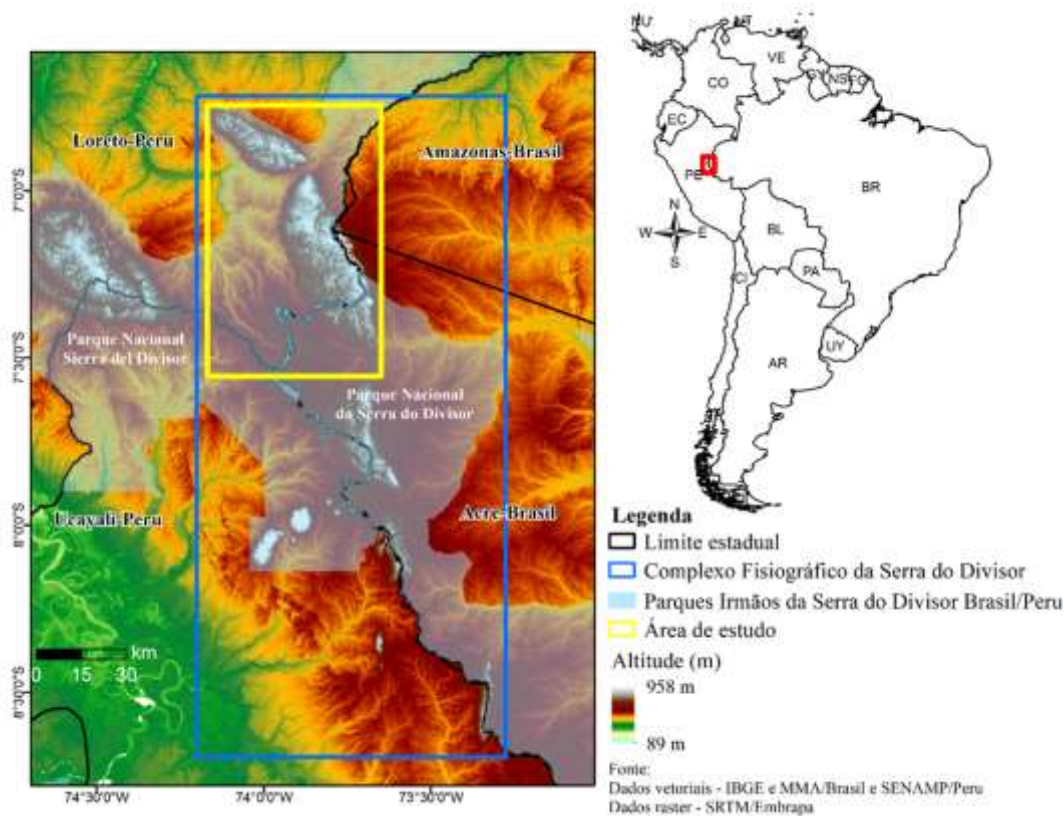 Loreto-Peru
Amazonas-Brasil
Parque Nacional
Sierra del Divisor
Parque Nacional
da Serra do Divisor
Ucayali-Peru
Acre-Brasil
km
0 15 30
7°0'0"S
7°30'0"S
8°0'0"S
8°30'0"S
74°30'0"W
74°0'0"W
73°30'0"W
VE
CO
EC
PE
BR
BL
PA
CI
AR
UY
N
W E
S
Legenda
Limite estadual
Complexo Fisiográfico da Serra do Divisor
Parques Irmãos da Serra do Divisor Brasil/Peru
Área de estudo
Altitude (m)
958 m
89 m
Fonte:
Dados vetoriais - IBGE e MMA/Brasil e SENAMP/Peru
Dados raster - SRTM/Embrapa